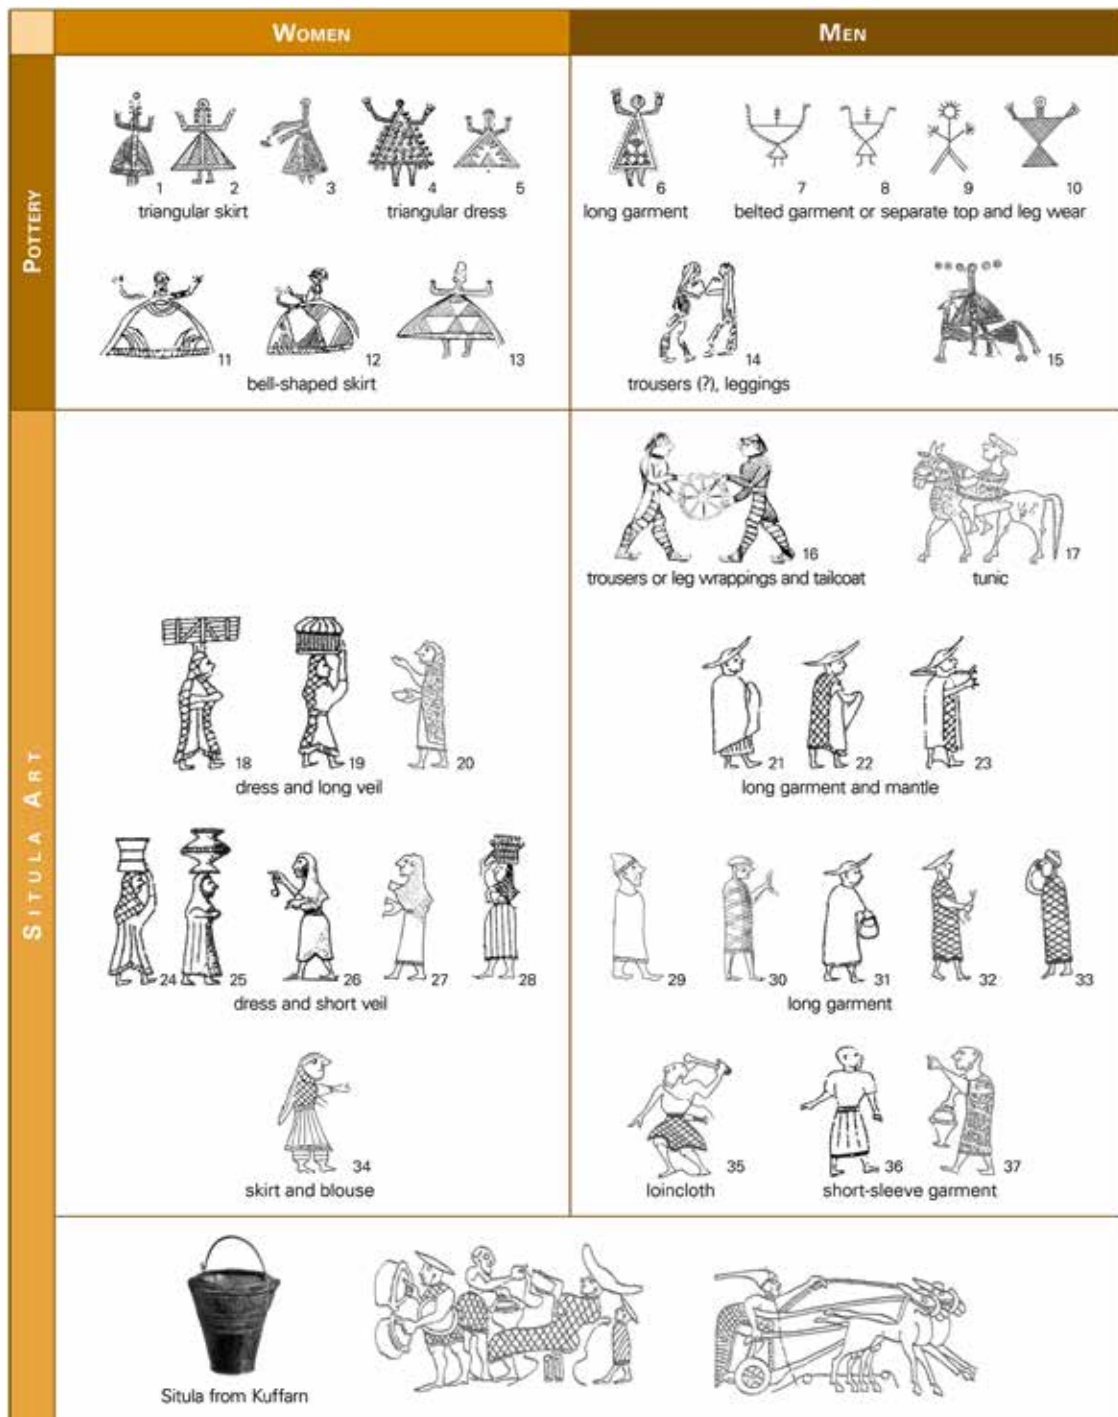 WOMEN
MEN
POTTERY
1 2 3 4 5
triangular skirt
triangular dress
6 7 8 9 10
long garment
belted garment or separate top and leg wear
11 12 13
bell-shaped skirt
14 15
trousers (?), leggings
SITULA ART
16 17
trousers or leg wrappings and tailcoat
tunic
18 19 20
dress and long veil
21 22 23
long garment and mantle
24 25 26 27 28
dress and short veil
29 30 31 32 33
long garment
34
skirt and blouse
35 36 37
loincloth
short-sleeve garment
Situla from Kuffarn